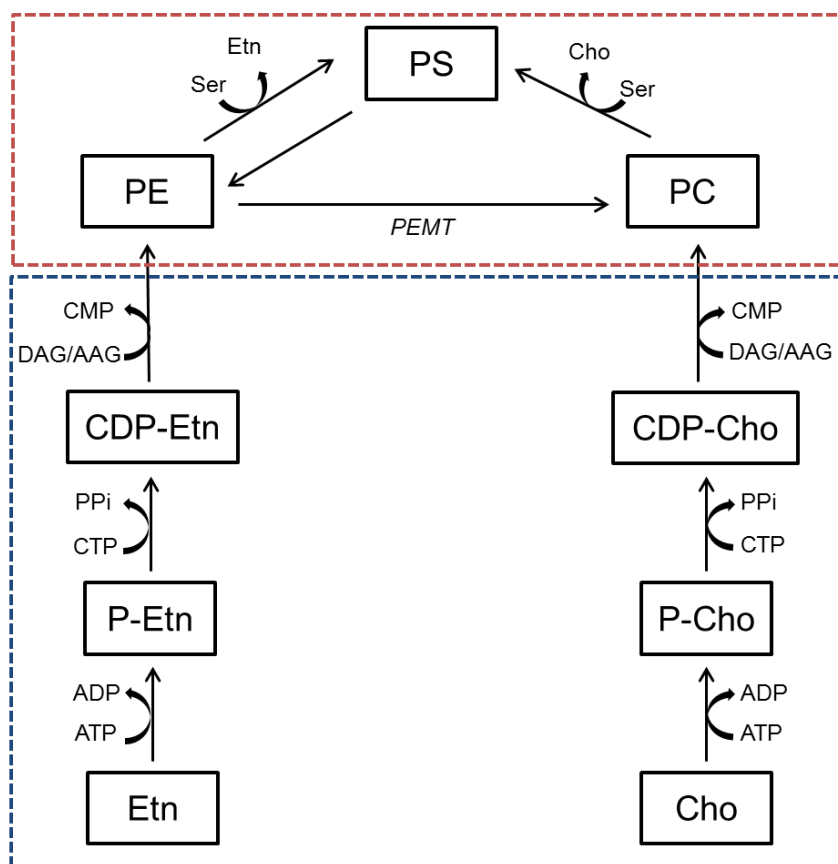 Etn
PS
Cho
Ser
Ser
PE
PC
PEMT
CMP
CMP
DAG/AAG
DAG/AAG
CDP-Etn
CDP-Cho
PPi
PPi
CTP
CTP
P-Etn
P-Cho
ADP
ADP
ATP
ATP
Etn
Cho